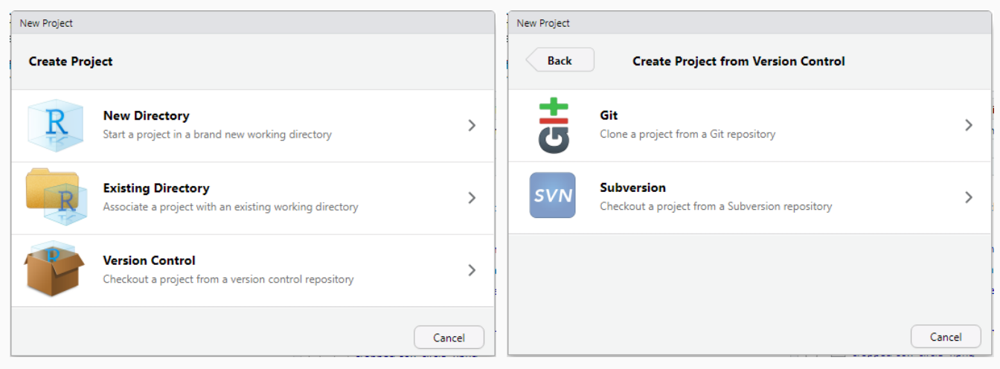 New Project
Create Project
R
New Directory
Start a project in a brand new working directory
R
Existing Directory
Associate a project with an existing working directory
R
Version Control
Checkout a project from a version control repository
Cancel
New Project
Back
Create Project from Version Control
git
Git
Clone a project from a Git repository
SVN
Subversion
Checkout a project from a Subversion repository
Cancel